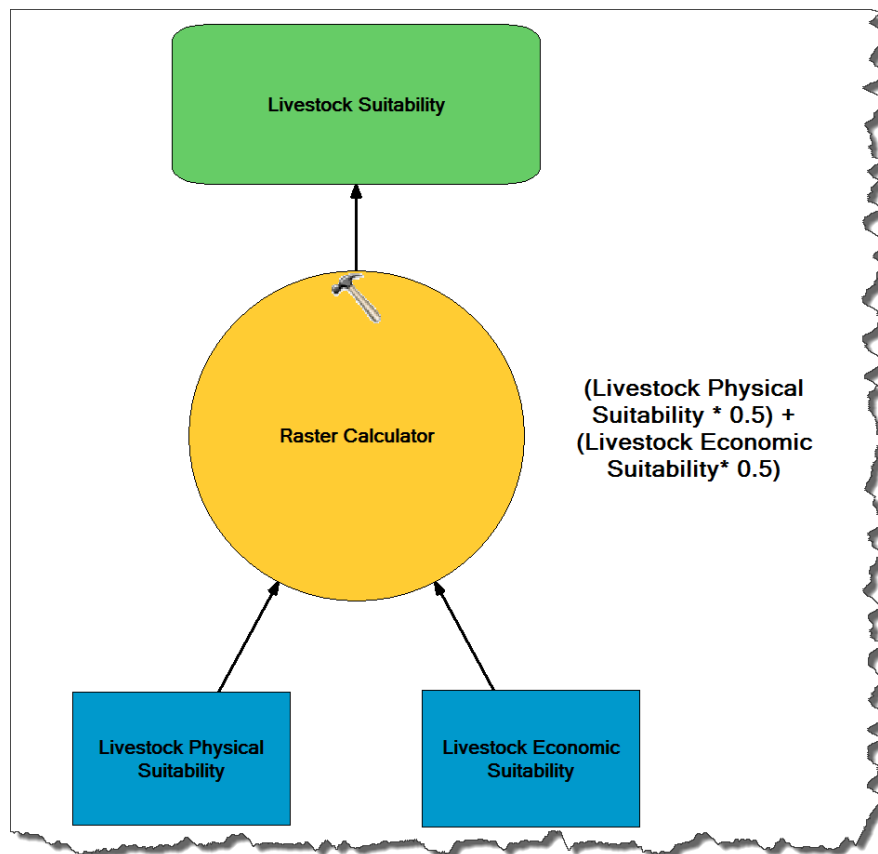 Livestock Suitability
Raster Calculator
(Livestock Physical
Suitability * 0.5) +
(Livestock Economic
Suitability* 0.5)
Livestock Physical
Suitability
Livestock Economic
Suitability